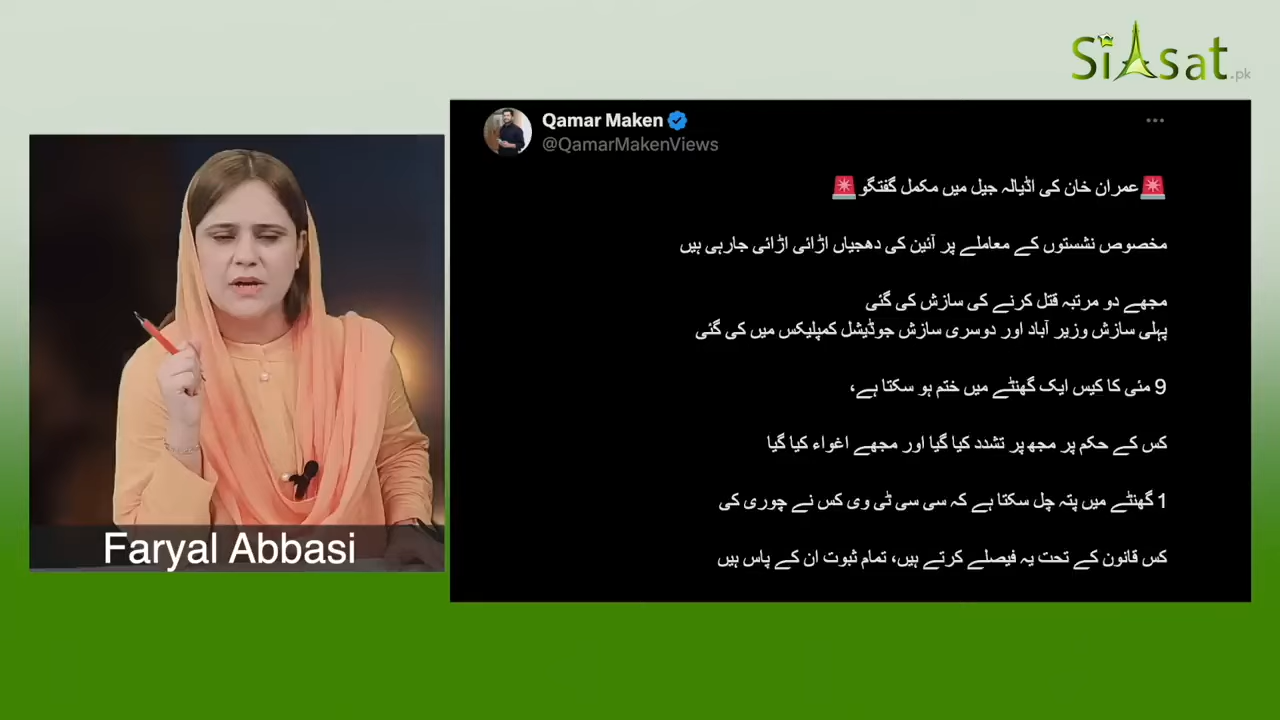 SiAsat.pk
Qamar Maken
@QamarMakenViews
عمران خان کی اڈیالہ جیل میں مکمل گفتگو
مخصوص نشستوں کے معاملے پر آئین کی دھجیاں اڑائی اڑائی جارہی ہیں
مجھے دو مرتبہ قتل کرنے کی سازش کی گئی
پہلی سازش وزیر آباد اور دوسری سازش جوڈیشل کمپلیکس میں کی گئی
9 مئی کا کیس ایک گھنٹے میں ختم ہو سکتا ہے،
کس کے حکم پر مجھ پر تشدد کیا گیا اور مجھے اغواء کیا گیا
1 گھنٹے میں پتہ چل سکتا ہے کہ سی سی ٹی وی کس نے چوری کی
کس قانون کے تحت یہ فیصلے کرتے ہیں، تمام ثبوت ان کے پاس ہیں
Faryal Abbasi